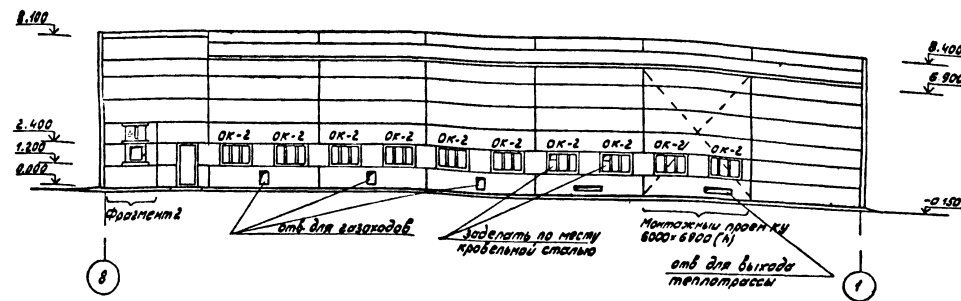 8.100
8.400
6.900
2.400
1.200
0.000
ОК-2 ОК-2 ОК-2 ОК-2 ОК-2 ОК-2 ОК-2 ОК-2 ОК-2 ОК-2
-0.150
Фрагмент 2
отв для газоходов
Заделать по месту
кровельной сталью
Монтажный проем ку
6000×6900 (h)
отв для выхода
теплотрассы
8
1